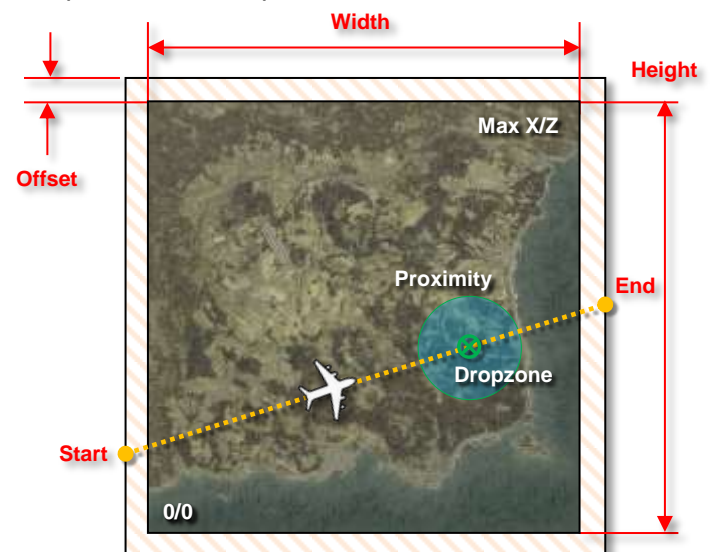 Width
Height
Max X/Z
Offset
Proximity
End
Dropzone
Start
0/0